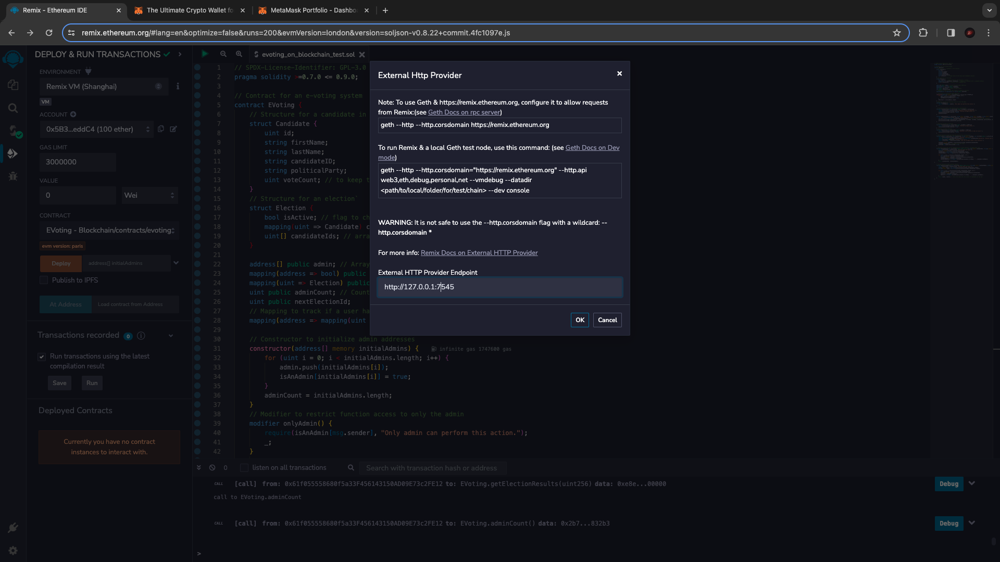 Remix - Ethereum IDE
The Ultimate Crypto Wallet fo
MetaMask Portfolio - Dashbo
remix.ethereum.org/#lang=en&optimize=false&runs=200&evmVersion=london&version=soljson-v0.8.22+commit.4fc1097e.js
DEPLOY & RUN TRANSACTIONS
ENVIRONMENT
Remix VM (Shanghai)
VM
ACCOUNT
0x5B3...eddC4 (100 ether)
GAS LIMIT
3000000
VALUE
0
Wei
CONTRACT
EVoting - Blockchain/contracts/evoting
evm version: paris
Deploy
address[] initialAdmins
Publish to IPFS
At Address
Load contract from Address
Transactions recorded 0
Run transactions using the latest
compilation result
Save
Run
Deployed Contracts
Currently you have no contract
instances to interact with.
evoting_on_blockchain_test.sol
1 // SPDX-License-Identifier: GPL-3.0
2 pragma solidity >=0.7.0 <= 0.9.0;
3
4 // Contract for an e-voting system
5 contract EVoting {
6 // Structure for a candidate in
7 struct Candidate {
8 uint id;
9 string firstName;
10 string lastName;
11 string candidateID;
12 string politicalParty;
13 uint voteCount; // to keep t
14 }
15 // Structure for an election`
16 struct Election {
17 bool isActive; // flag to ch
18 mapping(uint => Candidate) c
19 uint[] candidateIds; // arra
20 }
21
22 address[] public admin; // Array
23 mapping(address => bool) public
24 mapping(uint => Election) public
25 uint public adminCount; // Count
26 uint public nextElectionId;
27 // Mapping to track if a user ha
28 mapping(address => mapping(uint
29
30 // Constructor to initialize admin addresses
31 constructor(address[] memory initialAdmins) { infinite gas 1747600 gas
32 for (uint i = 0; i < initialAdmins.length; i++) {
33 admin.push(initialAdmins[i]);
34 isAnAdmin[initialAdmins[i]] = true;
35 }
36 adminCount = initialAdmins.length;
37 }
38 // Modifier to restrict function access to only the admin
39 modifier onlyAdmin() {
40 require(isAnAdmin[msg.sender], "Only admin can perform this action.");
41 _;
42 }
External Http Provider
Note: To use Geth & https://remix.ethereum.org, configure it to allow requests
from Remix:(see Geth Docs on rpc server)
geth --http --http.corsdomain https://remix.ethereum.org
To run Remix & a local Geth test node, use this command: (see Geth Docs on Dev
mode)
geth --http --http.corsdomain="https://remix.ethereum.org" --http.api
web3,eth,debug,personal,net --vmdebug --datadir
<path/to/local/folder/for/test/chain> --dev console
WARNING: It is not safe to use the --http.corsdomain flag with a wildcard: --
http.corsdomain *
For more info: Remix Docs on External HTTP Provider
External HTTP Provider Endpoint
http://127.0.0.1:7545
OK
Cancel
0
listen on all transactions
Search with transaction hash or address
CALL [call] from: 0x61f055558680f5a33F456143150AD09E73c2FE12 to: EVoting.getElectionResults(uint256) data: 0xe8e...00000
Debug
call to EVoting.adminCount
CALL [call] from: 0x61f055558680f5a33F456143150AD09E73c2FE12 to: EVoting.adminCount() data: 0x2b7...832b3
Debug
>